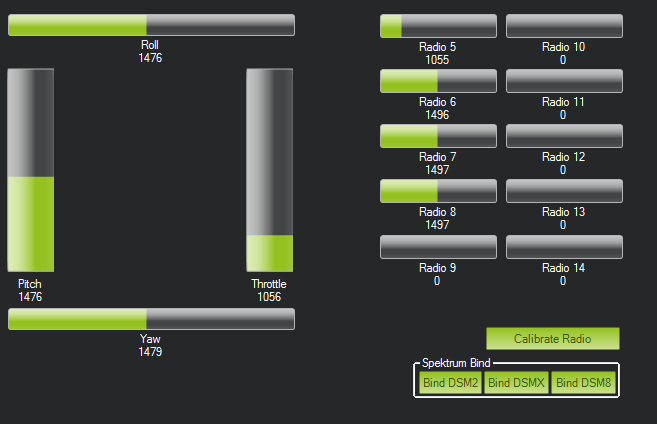 Roll
1476
Pitch
1476
Throttle
1056
Yaw
1479
Radio 5
1055
Radio 10
0
Radio 6
1496
Radio 11
0
Radio 7
1497
Radio 12
0
Radio 8
1497
Radio 13
0
Radio 9
0
Radio 14
0
Calibrate Radio
Spektrum Bind
Bind DSM2 Bind DSMX Bind DSM8